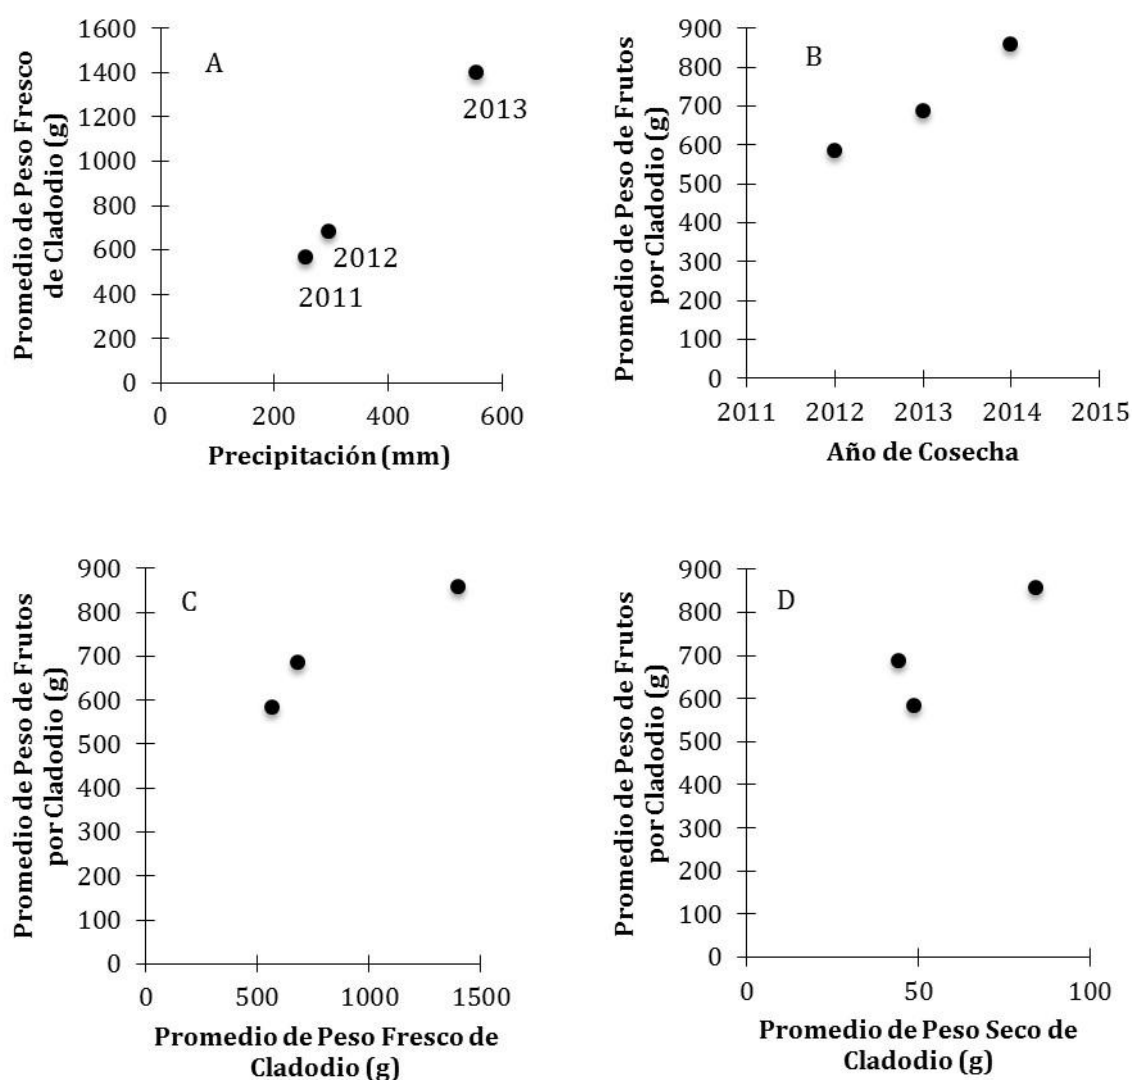 Promedio de Peso Fresco
de Cladodio (g)
1600
1400
1200
1000
800
600
400
200
0
A
2013
2012
2011
0 200 400 600
Precipitación (mm)
Promedio de Peso de Frutos
por Cladodio (g)
900
800
700
600
500
400
300
200
100
0
B
2011 2012 2013 2014 2015
Año de Cosecha
Promedio de Peso de Frutos
por Cladodio (g)
900
800
700
600
500
400
300
200
100
0
C
0 500 1000 1500
Promedio de Peso Fresco de
Cladodio (g)
Promedio de Peso de Frutos
por Cladodio (g)
900
800
700
600
500
400
300
200
100
0
D
0 50 100
Promedio de Peso Seco de
Cladodio (g)